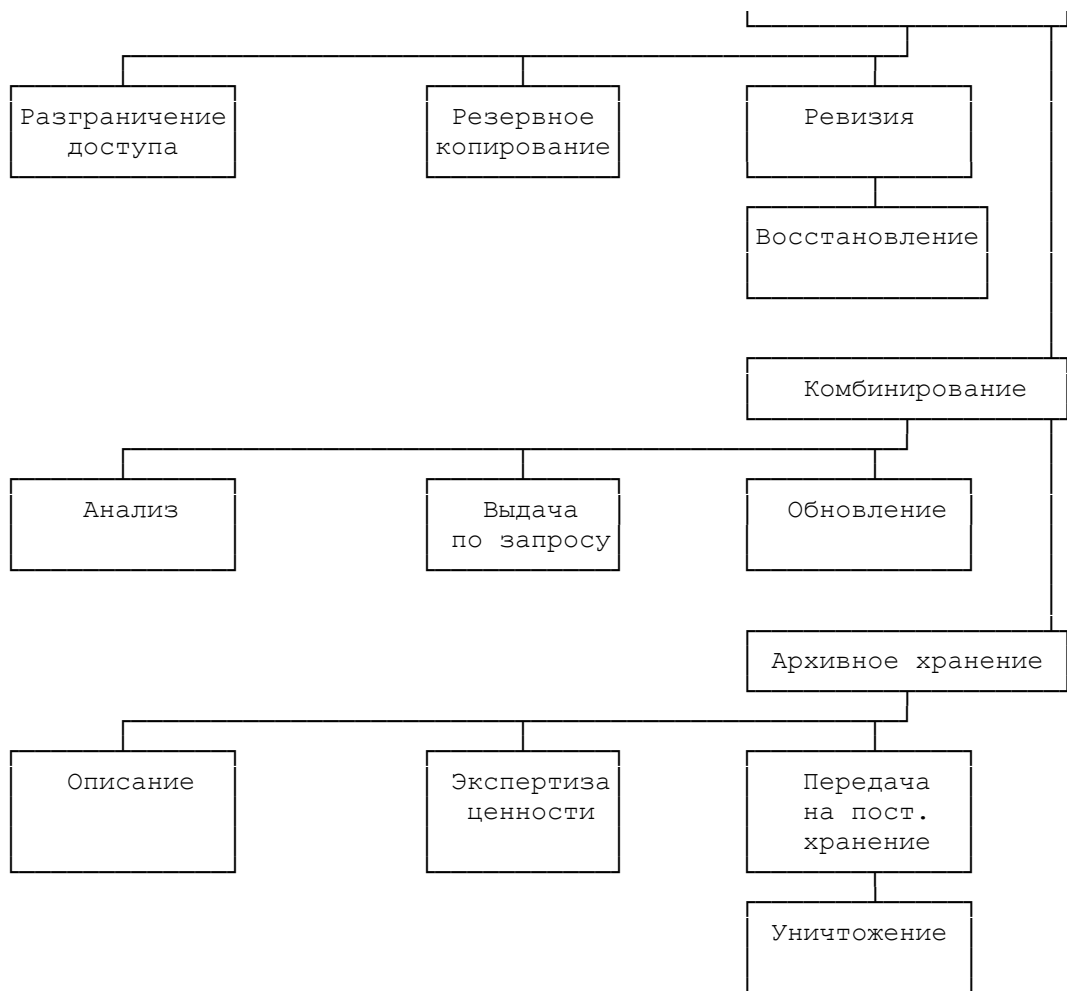 Разграничение
доступа
Резервное
копирование
Ревизия
Восстановление
Комбинирование
Анализ
Выдача
по запросу
Обновление
Архивное хранение
Описание
Экспертиза
ценности
Передача
на пост.
хранение
Уничтожение